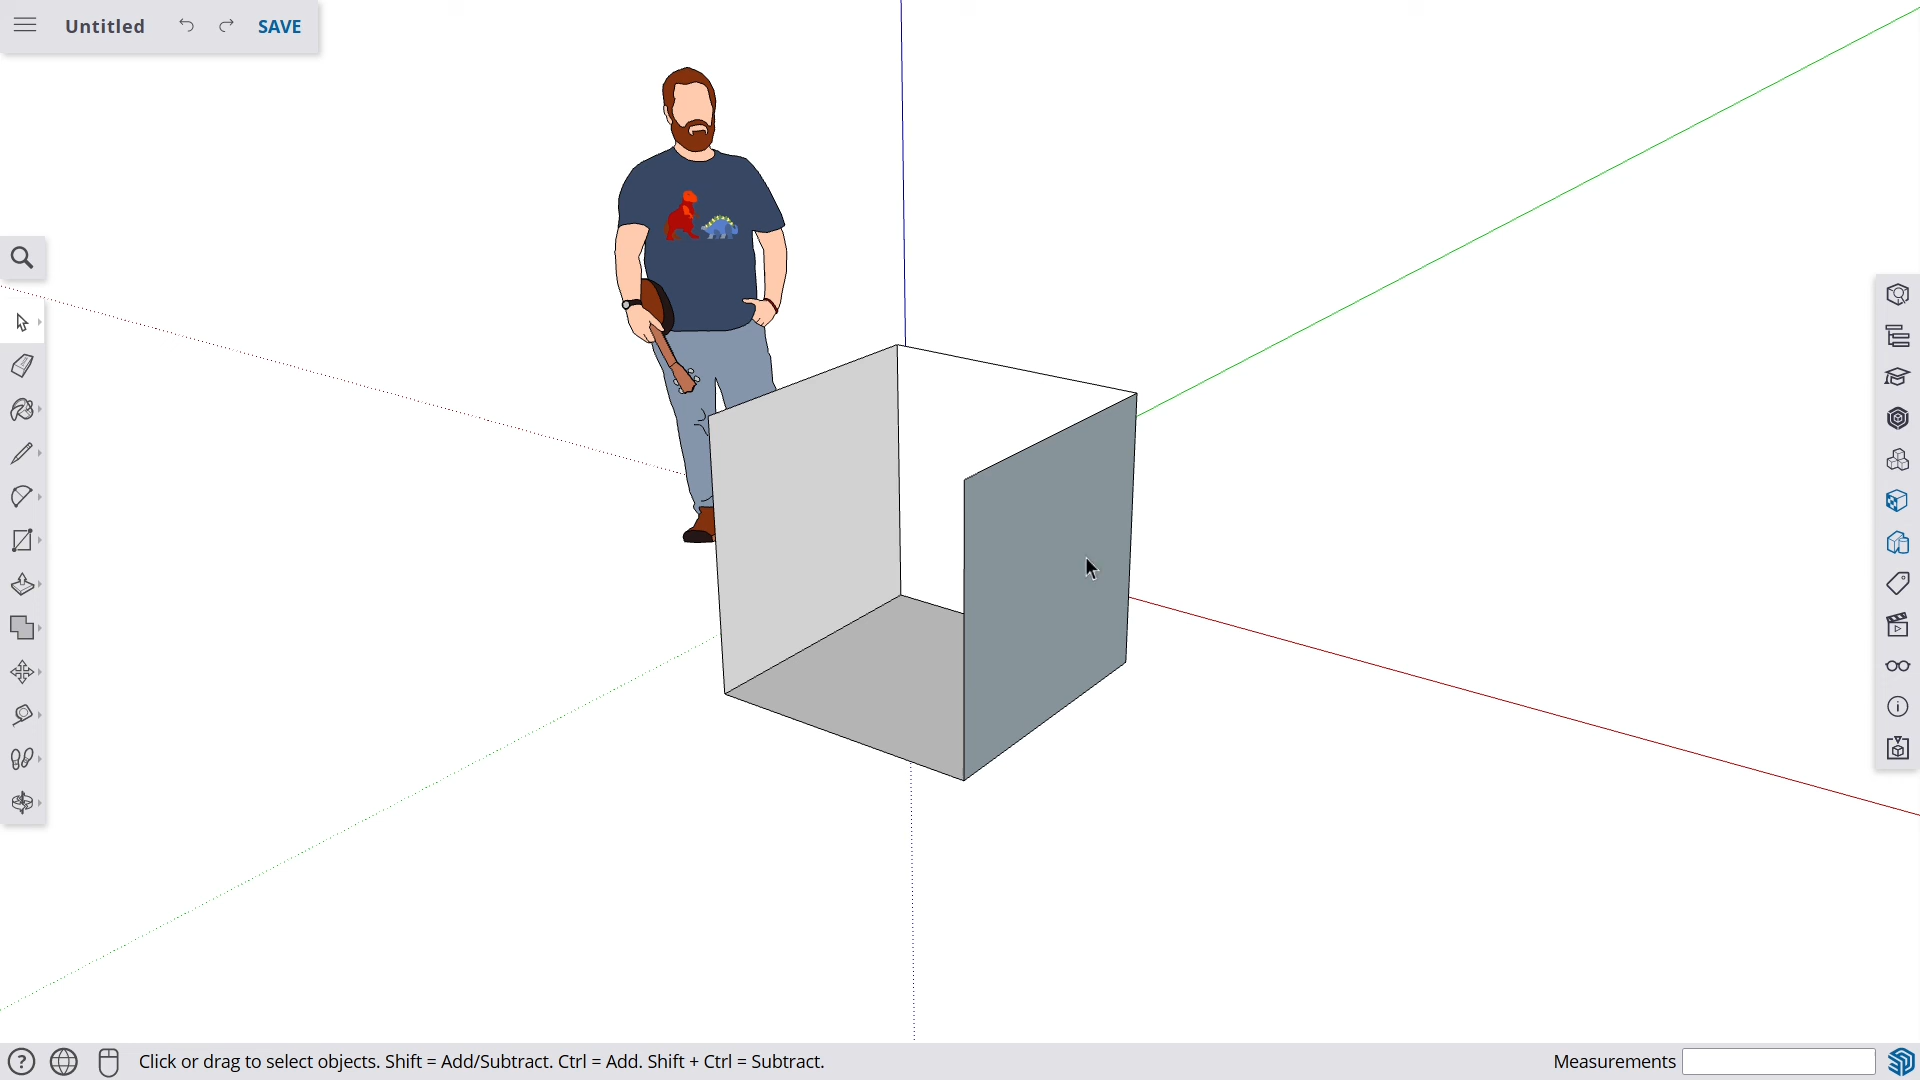 Untitled SAVE
Click or drag to select objects. Shift = Add/Subtract. Ctrl = Add. Shift + Ctrl = Subtract. Measurements